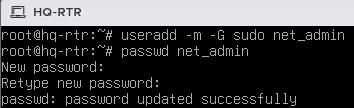 HQ-RTR
root@hq-rtr:~# useradd -m -G sudo net_admin
root@hq-rtr:~# passwd net_admin
New password:
Retype new password:
passwd: password updated successfully